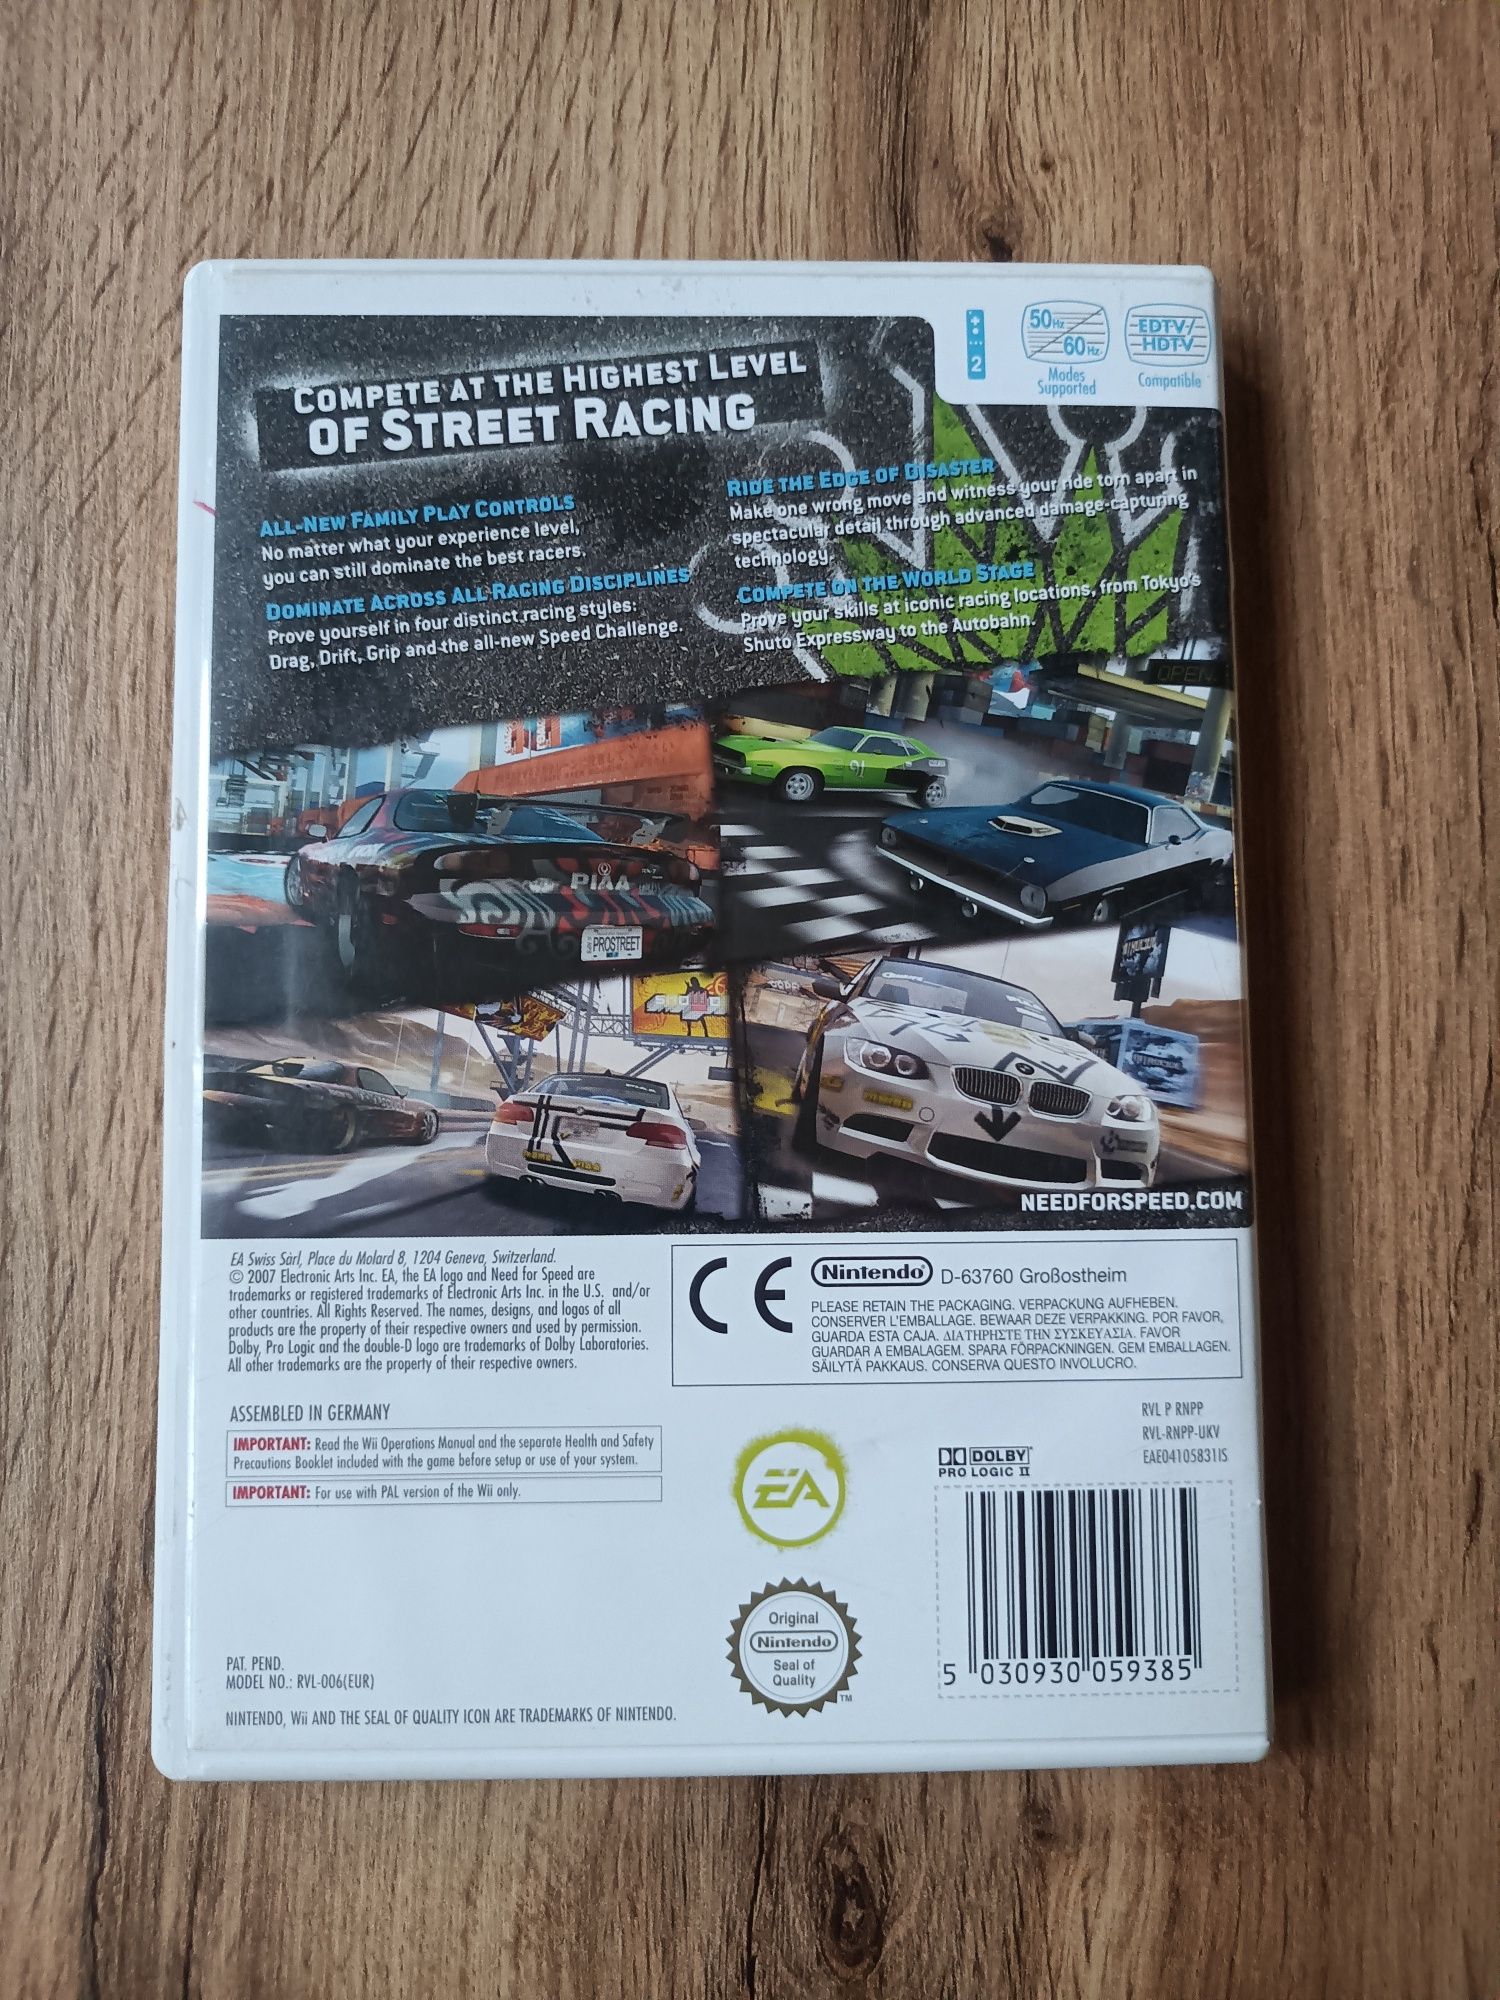 COMPETE AT THE HIGHEST LEVEL
OF STREET RACING
2
50Hz
60Hz
Modes
Supported
EDTV/
HDTV
Compatible
ALL-NEW FAMILY PLAY CONTROLS
No matter what your experience level,
you can still dominate the best racers.
DOMINATE ACROSS ALL RACING DISCIPLINES
Prove yourself in four distinct racing styles:
Drag, Drift, Grip and the all-new Speed Challenge.
RIDE THE EDGE OF DISASTER
Make one wrong move and witness your ride torn apart in
spectacular detail through advanced damage-capturing
technology.
COMPETE ON THE WORLD STAGE
Prove your skills at iconic racing locations, from Tokyo's
Shuto Expressway to the Autobahn.
OPEN
91
PIAA
PROSTREET
PIAA
NEEDFORSPEED.COM
EA Swiss Sàrl, Place du Molard 8, 1204 Geneva, Switzerland.
© 2007 Electronic Arts Inc. EA, the EA logo and Need for Speed are
trademarks or registered trademarks of Electronic Arts Inc. in the U.S. and/or
other countries. All Rights Reserved. The names, designs, and logos of all
products are the property of their respective owners and used by permission.
Dolby, Pro Logic and the double-D logo are trademarks of Dolby Laboratories.
All other trademarks are the property of their respective owners.
CE
Nintendo® D-63760 Großostheim
PLEASE RETAIN THE PACKAGING. VERPACKUNG AUFHEBEN.
CONSERVER L'EMBALLAGE. BEWAAR DEZE VERPAKKING. POR FAVOR,
GUARDA ESTA CAJA. ΔΙΑΤΗΡΗΣΤΕ ΤΗΝ ΣΥΣΚΕΥΑΣΙΑ. FAVOR
GUARDAR A EMBALAGEM. SPARA FÖRPACKNINGEN. GEM EMBALLAGEN.
SÄILYTÄ PAKKAUS. CONSERVA QUESTO INVOLUCRO.
ASSEMBLED IN GERMANY
IMPORTANT: Read the Wii Operations Manual and the separate Health and Safety
Precautions Booklet included with the game before setup or use of your system.
IMPORTANT: For use with PAL version of the Wii only.
EA
DOLBY
PRO LOGIC II
RVL P RNPP
RVL-RNPP-UKV
EAE04105831IS
Original
Nintendo
Seal of
Quality
TM
5 030930 059385
PAT. PEND.
MODEL NO.: RVL-006(EUR)
NINTENDO, Wii AND THE SEAL OF QUALITY ICON ARE TRADEMARKS OF NINTENDO.